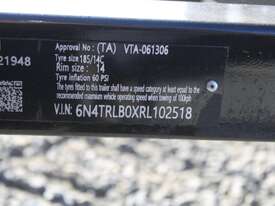 Approval No : (TA) VTA-061306
21948
Tyre size 185/14C
Rim size : 14
Tyre inflation 60 PSI
The tyres fitted to this trailer shall have a speed category at least equal to the
recommended maximum vehicle operating speed when towing of 100kph
V.I.N: 6N4TRLB0XRL102518